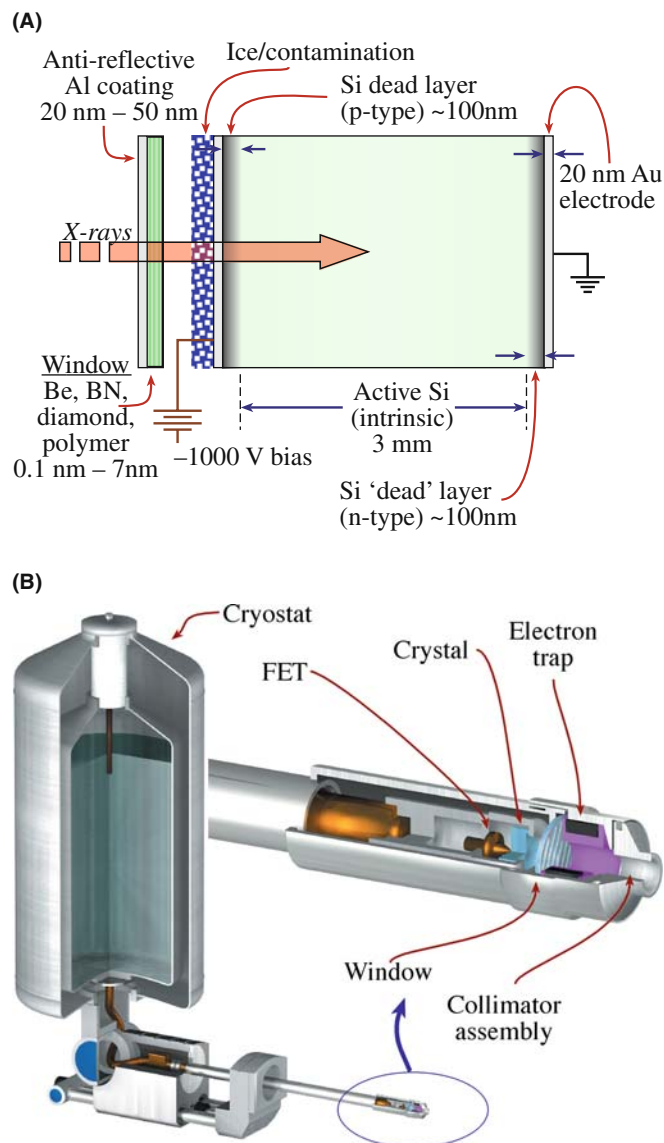 (A)
Anti-reflective
Al coating
20 nm – 50 nm
Ice/contamination
Si dead layer
(p-type) ~100nm
20 nm Au
electrode
X-rays
Window
Be, BN,
diamond,
polymer
0.1 nm – 7nm
–1000 V bias
Active Si
(intrinsic)
3 mm
Si ‘dead’ layer
(n-type) ~100nm
(B)
Cryostat
FET
Crystal
Electron
trap
Window
Collimator
assembly